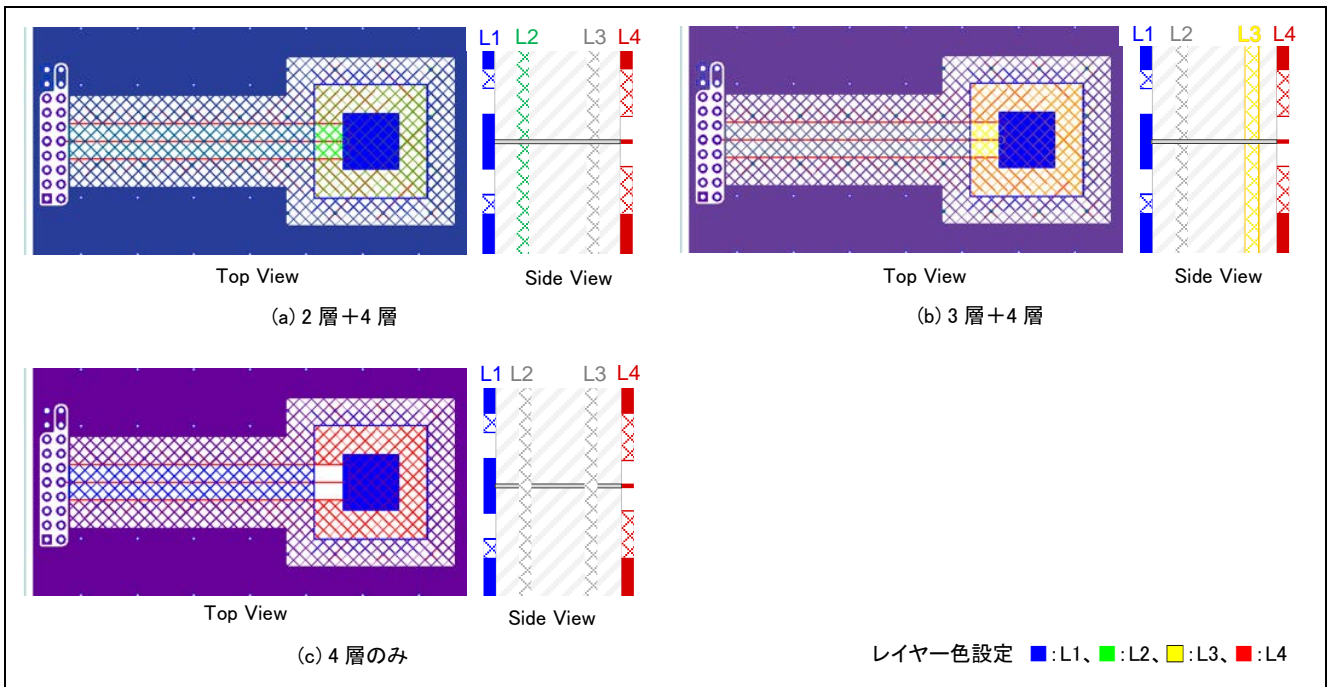 L1 L2 L3 L4
Top View
Side View
(a) 2 層+4 層
L1 L2 L3 L4
Top View
Side View
(b) 3 層+4 層
L1 L2 L3 L4
Top View
Side View
(c) 4 層のみ
レイヤー色設定 ■:L1、■:L2、■:L3、■:L4